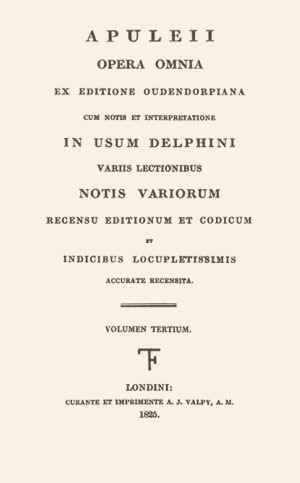 APULEII
OPERA OMNIA
EX EDITIONE OUDENDORPIANA
CUM NOTIS ET INTERPRETATIONE
IN USUM DELPHINI
VARIIS LECTIONIBUS
NOTIS VARIORUM
RECENSU EDITIONUM ET CODICUM
ET
INDICIBUS LOCUPLETISSIMIS
ACCURATE RECENSITA.
VOLUMEN TERTIUM.
LONDINI:
CURANTE ET IMPRIMENTE A. J. VALPY, A. M.
1825.